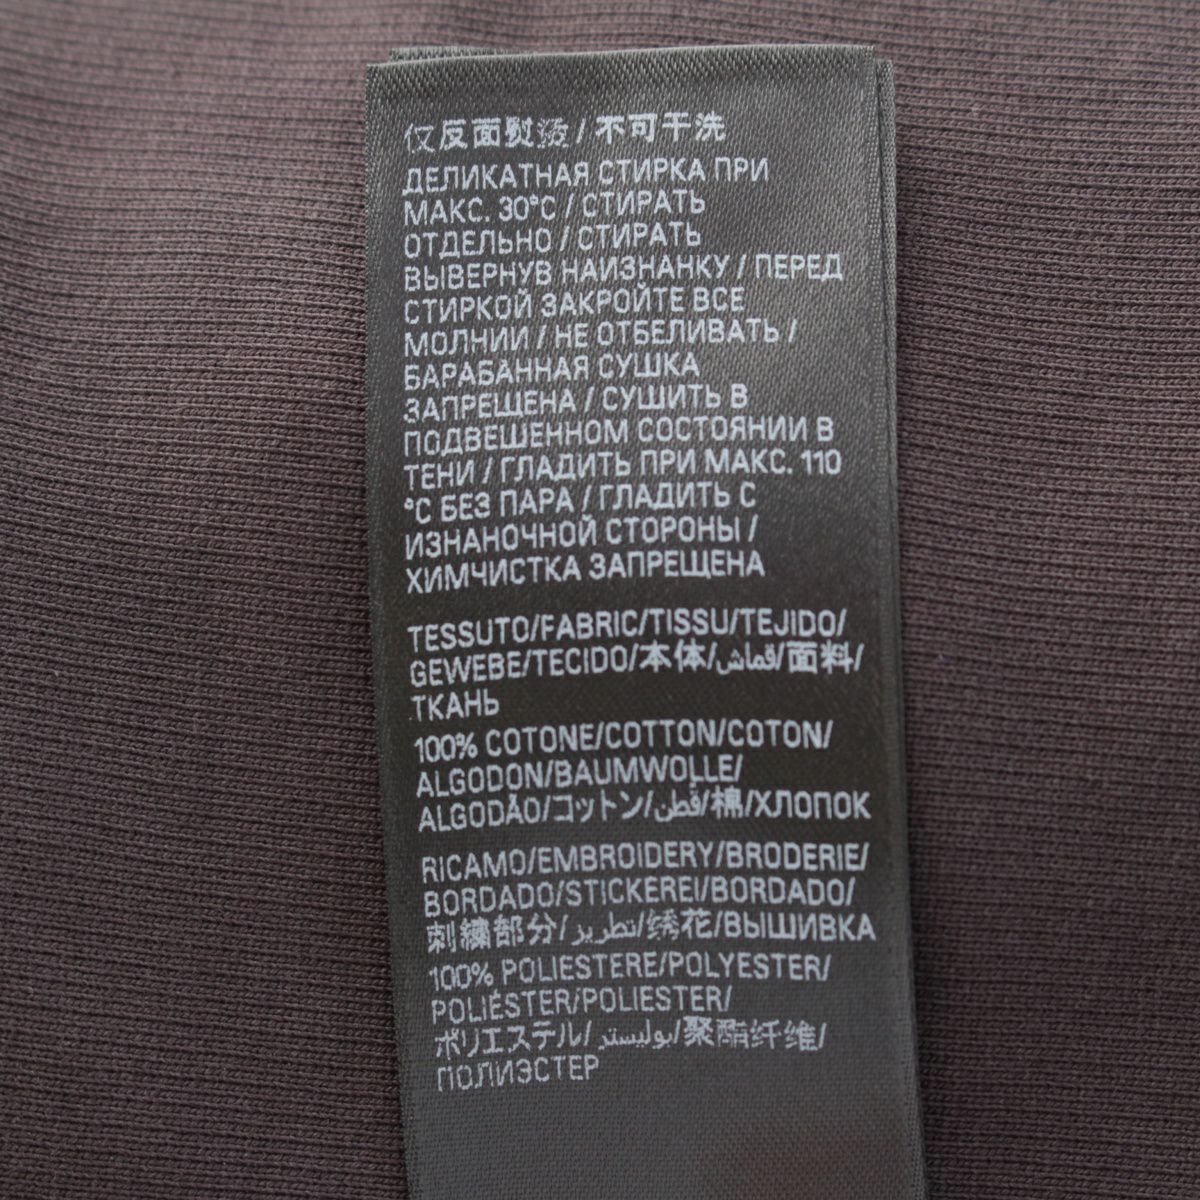 仅反面熨烫 / 不可干洗
ДЕЛИКАТНАЯ СТИРКА ПРИ
МАКС. 30°C / СТИРАТЬ
ОТДЕЛЬНО / СТИРАТЬ
ВЫВЕРНУВ НАИЗНАНКУ / ПЕРЕД
СТИРКОЙ ЗАКРОЙТЕ ВСЕ
МОЛЧИИ / НЕ ОТБЕЛИВАТЬ /
БАРАБАННАЯ СУШКА
ЗАПРЕЩЕНА / СУШИТЬ В
ПОДВЕШЕННОМ СОСТОЯНИИ В
ТЕНИ / ГЛАДИТЬ ПРИ МАКС. 110
°C БЕЗ ПАРА / ГЛАДИТЬ С
ИЗНАНОЧНОЙ СТОРОНЫ /
ХИМЧИСТКА ЗАПРЕЩЕНА
TESSUTO/FABRIC/TISSU/TEJIDO/
GEWEBE/TECIDO/本体/قماش/面料/
ТКАНЬ
100% COTONE/COTTON/COTON/
ALGODON/BAUMWOLLE/
ALGODÃO/コットン/قطن/棉/ХЛОПОК
RICAMO/EMBROIDERY/BRODERIE/
BORDADO/STICKEREI/BORDADO/
刺繍部分/تطريز/绣花/ВЫШИВКА
100% POLIESTERE/POLYESTER/
POLIÉSTER/POLIESTER/
ポリエステル/بوليستر/聚酯纤维/
ПОЛИЭСТЕР